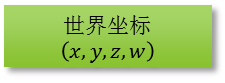 世界坐标
(x, y, z, w)